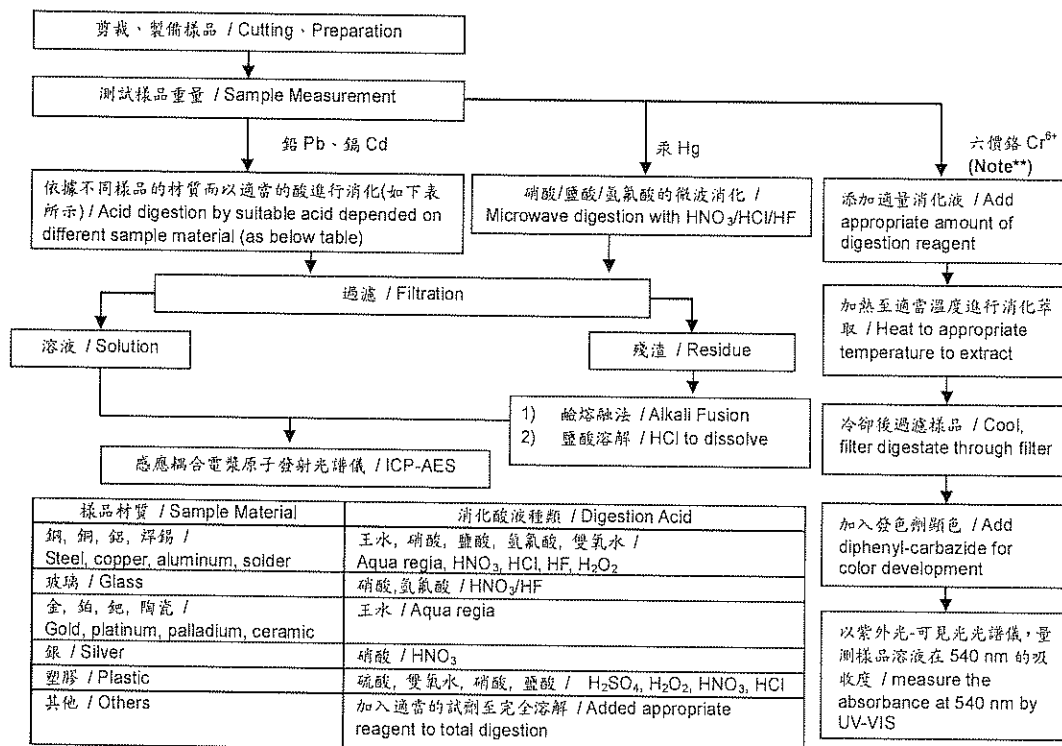 剪裁、製備樣品 / Cutting、Preparation
測試樣品重量 / Sample Measurement
鉛 Pb、鎘 Cd
汞 Hg
六價鉻 Cr⁶⁺
(Note**)
依據不同樣品的材質而以適當的酸進行消化(如下表
所示) / Acid digestion by suitable acid depended on
different sample material (as below table)
硝酸/鹽酸/氫氟酸的微波消化 /
Microwave digestion with HNO₃/HCl/HF
添加適量消化液 / Add
appropriate amount of
digestion reagent
過濾 / Filtration
加熱至適當溫度進行消化萃
取 / Heat to appropriate
temperature to extract
溶液 / Solution
殘渣 / Residue
1) 鹼熔融法 / Alkali Fusion
2) 鹽酸溶解 / HCl to dissolve
冷卻後過濾樣品 / Cool,
filter digestate through filter
感應耦合電漿原子發射光譜儀 / ICP-AES
樣品材質 / Sample Material
消化酸液種類 / Digestion Acid
鋼, 銅, 鋁, 焊錫 /
Steel, copper, aluminum, solder
王水, 硝酸, 鹽酸, 氫氟酸, 雙氧水 /
Aqua regia, HNO₃, HCl, HF, H₂O₂
玻璃 / Glass
硝酸,氫氟酸 / HNO₃/HF
金, 鉑, 鈀, 陶瓷 /
Gold, platinum, palladium, ceramic
王水 / Aqua regia
銀 / Silver
硝酸 / HNO₃
塑膠 / Plastic
硫酸, 雙氧水, 硝酸, 鹽酸 / H₂SO₄, H₂O₂, HNO₃, HCl
其他 / Others
加入適當的試劑至完全溶解 / Added appropriate
reagent to total digestion
加入發色劑顯色 / Add
diphenyl-carbazide for
color development
以紫外光-可見光光譜儀，量
測樣品溶液在 540 nm 的吸
收度 / measure the
absorbance at 540 nm by
UV-VIS